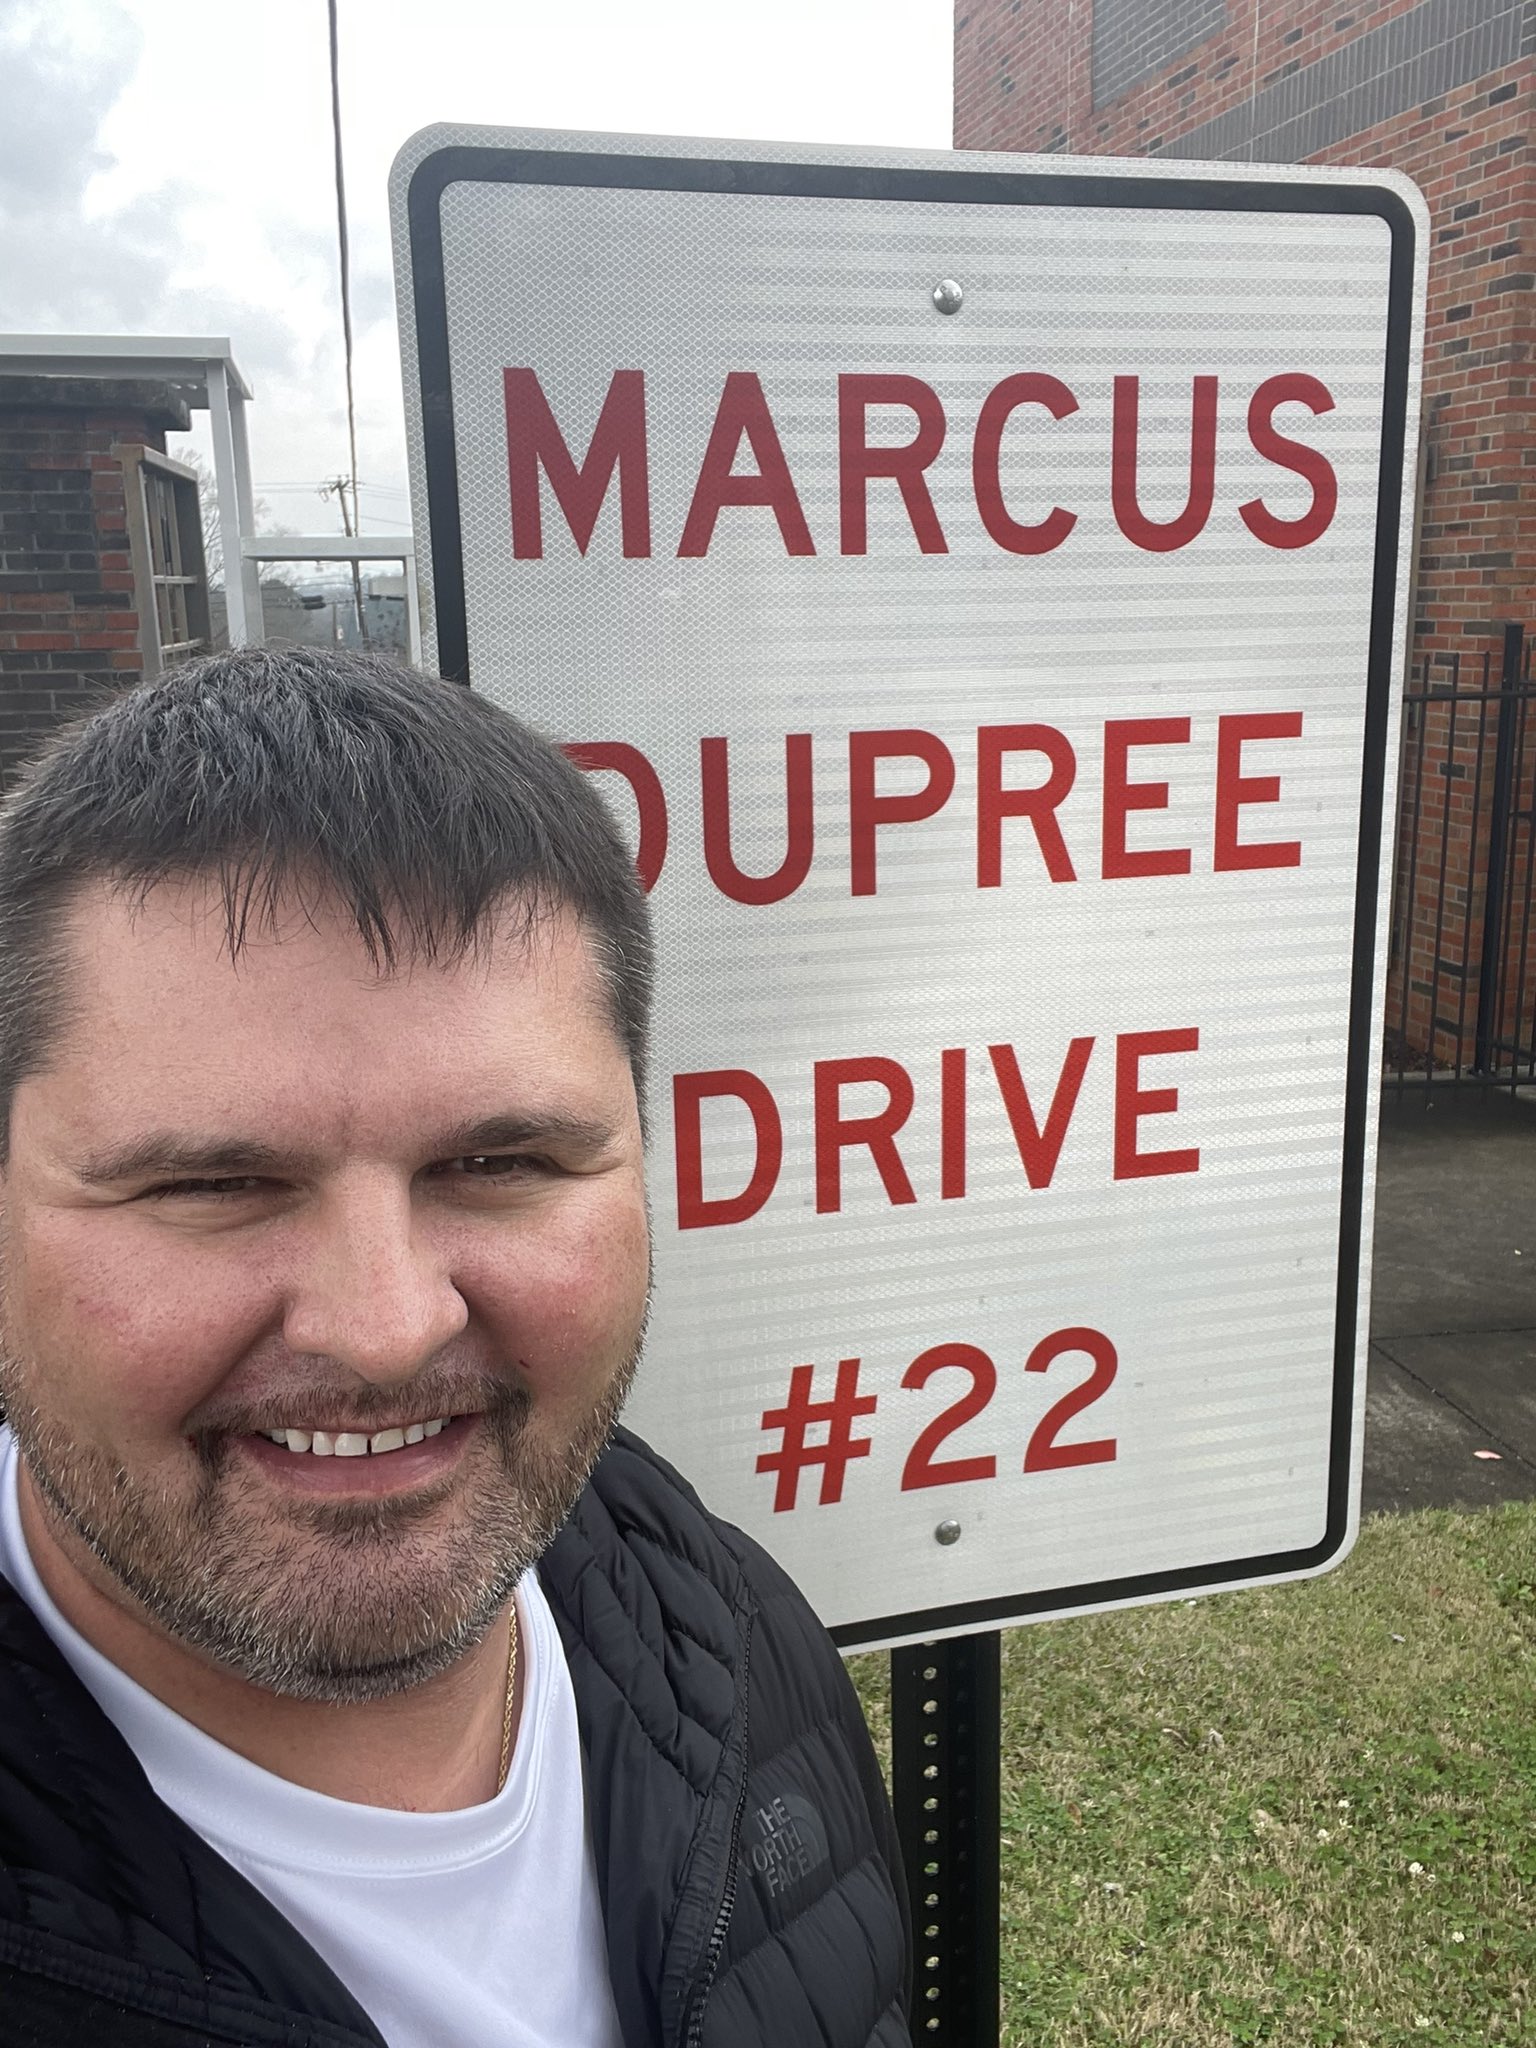 MARCUS
DUPREE
DRIVE
#22
THE
NORTH
FACE